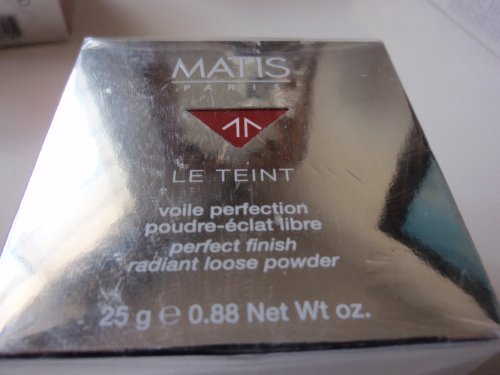 MATIS
PARIS
LE TEINT
voile perfection
poudre-éclat libre
perfect finish
radiant loose powder
25 g ℮ 0.88 Net Wt oz.